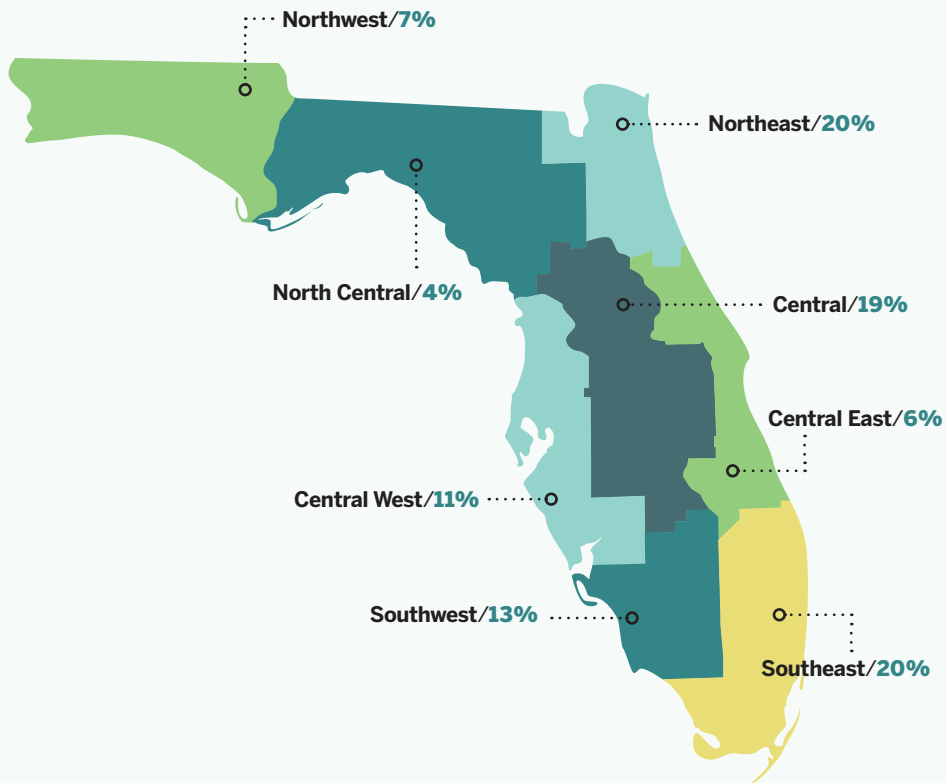 Northwest/7%
Northeast/20%
North Central/4%
Central/19%
Central East/6%
Central West/11%
Southwest/13%
Southeast/20%